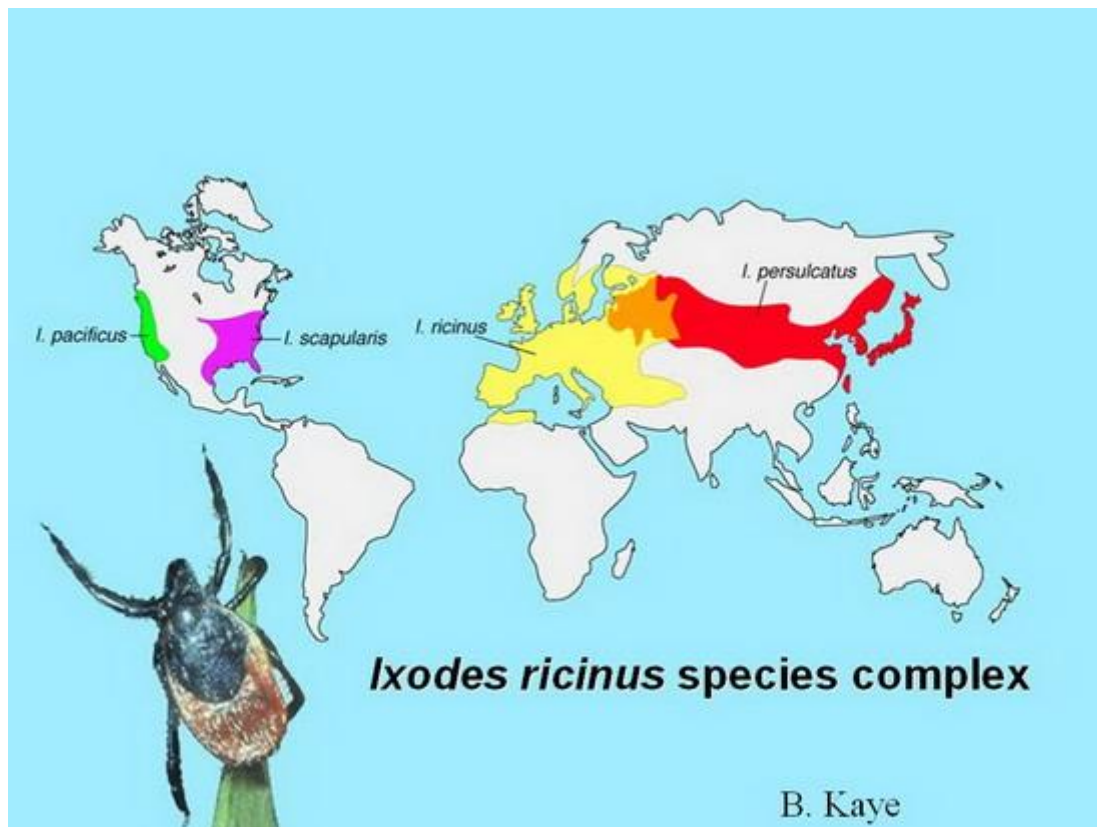 I. persulcatus
I. pacificus
I. scapularis
I. ricinus
Ixodes ricinus species complex
B. Kaye